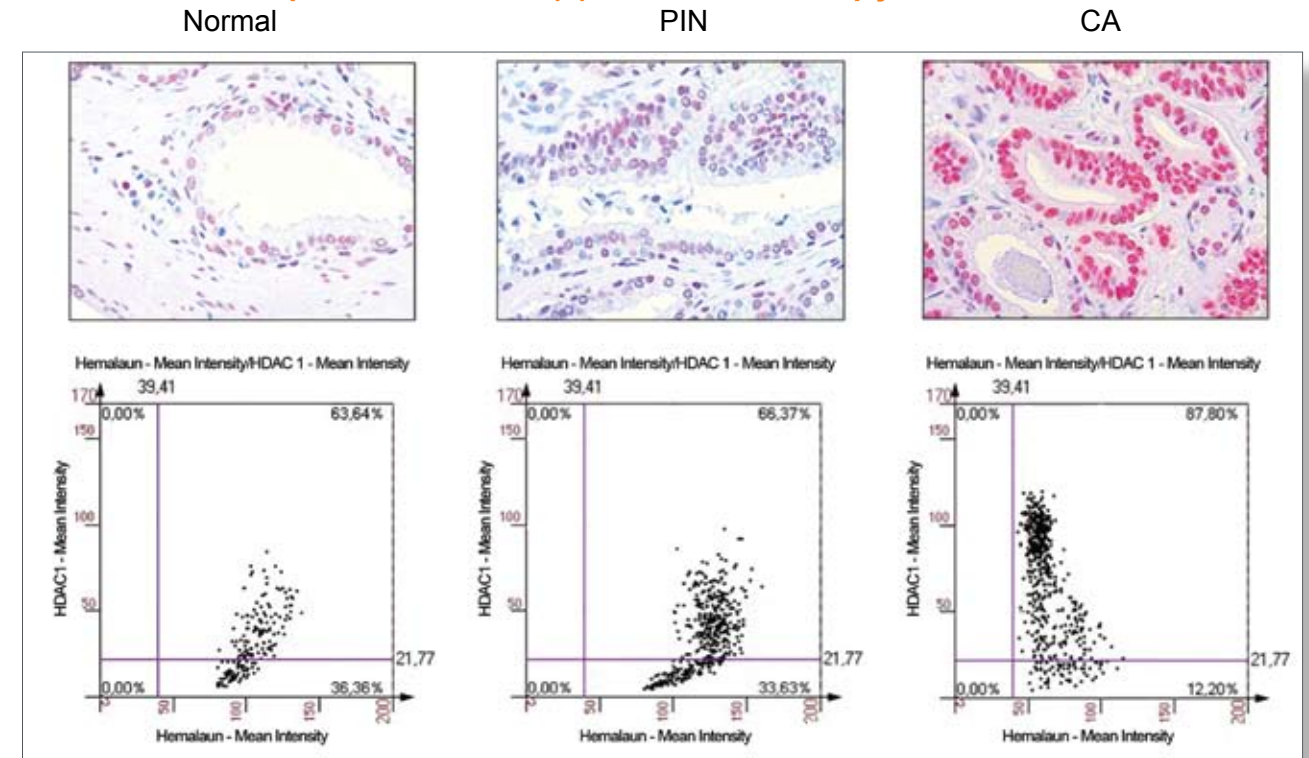 Normal PIN CA
Hemalaun - Mean Intensity/HDAC 1 - Mean Intensity
39,41
170
0,00% 63,64%
150
100
50
HDAC1 - Mean Intensity
21,77
0,00% 36,36%
50 100 150 200
Hemalaun - Mean Intensity
Hemalaun - Mean Intensity/HDAC 1 - Mean Intensity
39,41
170
0,00% 66,37%
150
100
50
HDAC1 - Mean Intensity
21,77
0,00% 33,63%
50 100 150 200
Hemalaun - Mean Intensity
Hemalaun - Mean Intensity/HDAC 1 - Mean Intensity
39,41
170
0,00% 87,80%
150
100
50
HDAC1 - Mean Intensity
21,77
0,00% 12,20%
50 100 150 200
Hemalaun - Mean Intensity